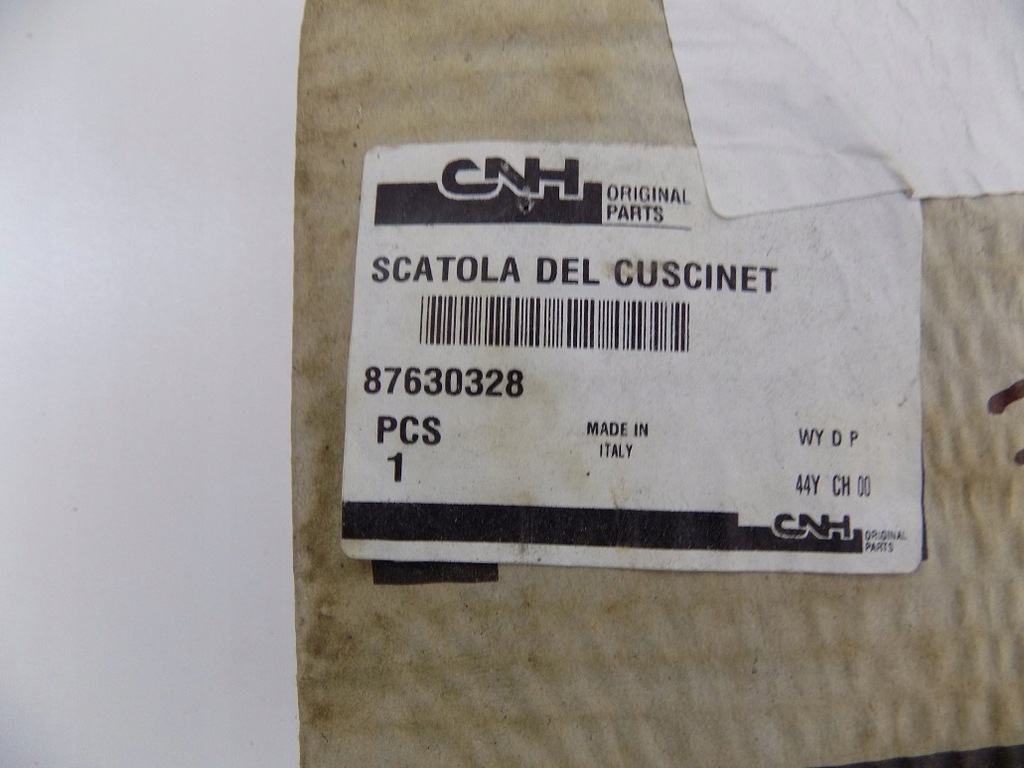 CNH ORIGINAL PARTS
SCATOLA DEL CUSCINET
87630328
PCS
1
MADE IN
ITALY
WY D P
44Y CH 00
CNH ORIGINAL PARTS